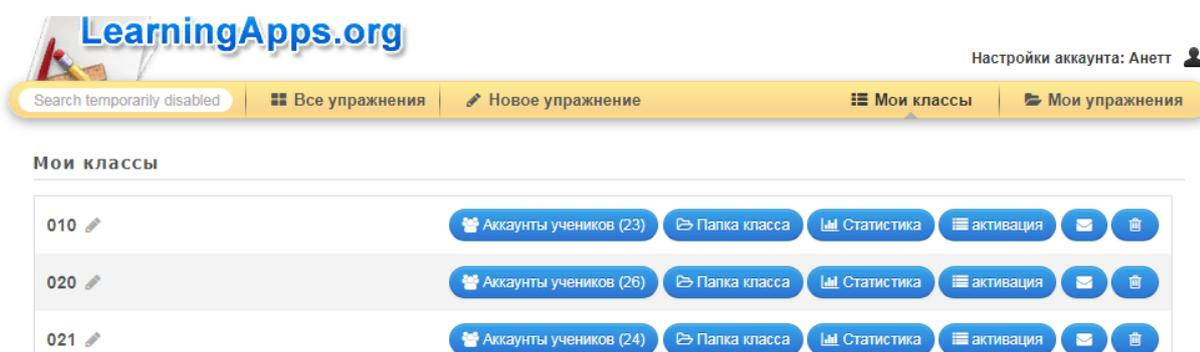 LearningApps.org
Настройки аккаунта: Анетт
Search temporarily disabled Все упражнения Новое упражнение Мои классы Мои упражнения
Мои классы
010 Аккаунты учеников (23) Папка класса Статистика активация
020 Аккаунты учеников (26) Папка класса Статистика активация
021 Аккаунты учеников (24) Папка класса Статистика активация